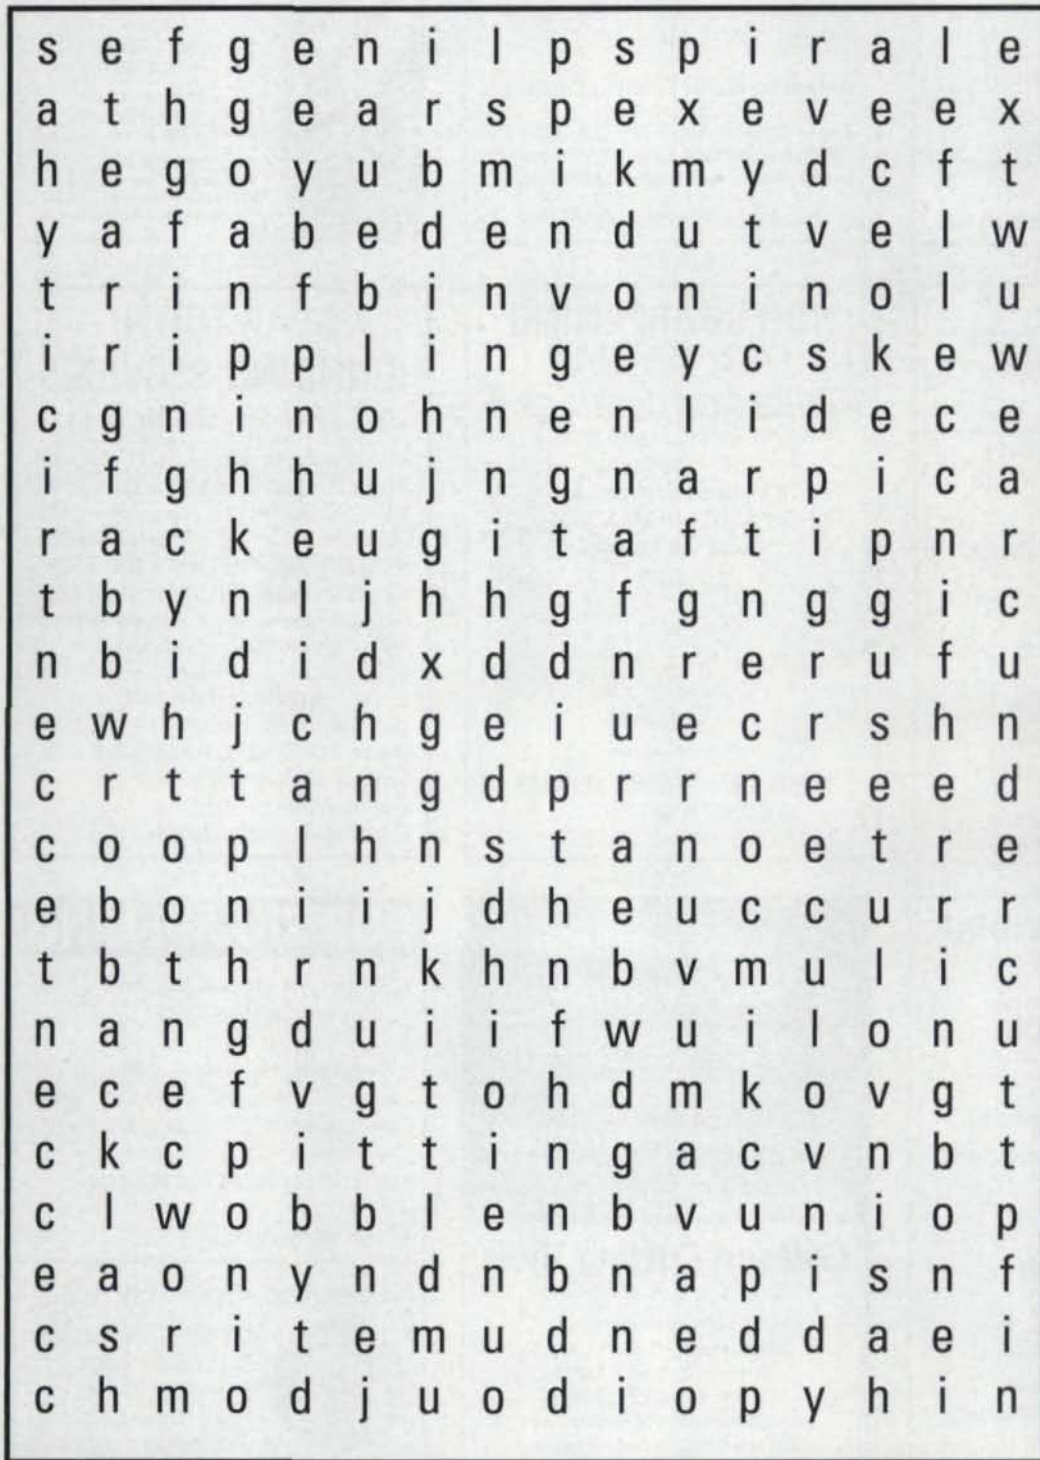 s e f g e n i l p s p i r a l e
a t h g e a r s p e x e v e e x
h e g o y u b m i k m y d c f t
y a f a b e d e n d u t v e l w
t r i n f b i n v o n i n o l u
i r i p p l i n g e y c s k e w
c g n i n o h n e n l i d e c e
i f g h h u j n g n a r p i c a
r a c k e u g i t a f t i p n r
t b y n l j h h g f g n g g i c
n b i d i d x d d n r e r u f u
e w h j c h g e i u e c r s h n
c r t t a n g d p r r n e e e d
c o o p l h n s t a n o e t r e
e b o n i i j d h e u c c u r r
t b t h r n k h n b v m u l i c
n a n g d u i i f w u i l o n u
e c e f v g t o h d m k o v g t
c k c p i t t i n g a c v n b t
c l w o b b l e n b v u n i o p
e a o n y n d n b n a p i s n f
c s r i t e m u d n e d d a e i
c h m o d j u o d i o p y h i n